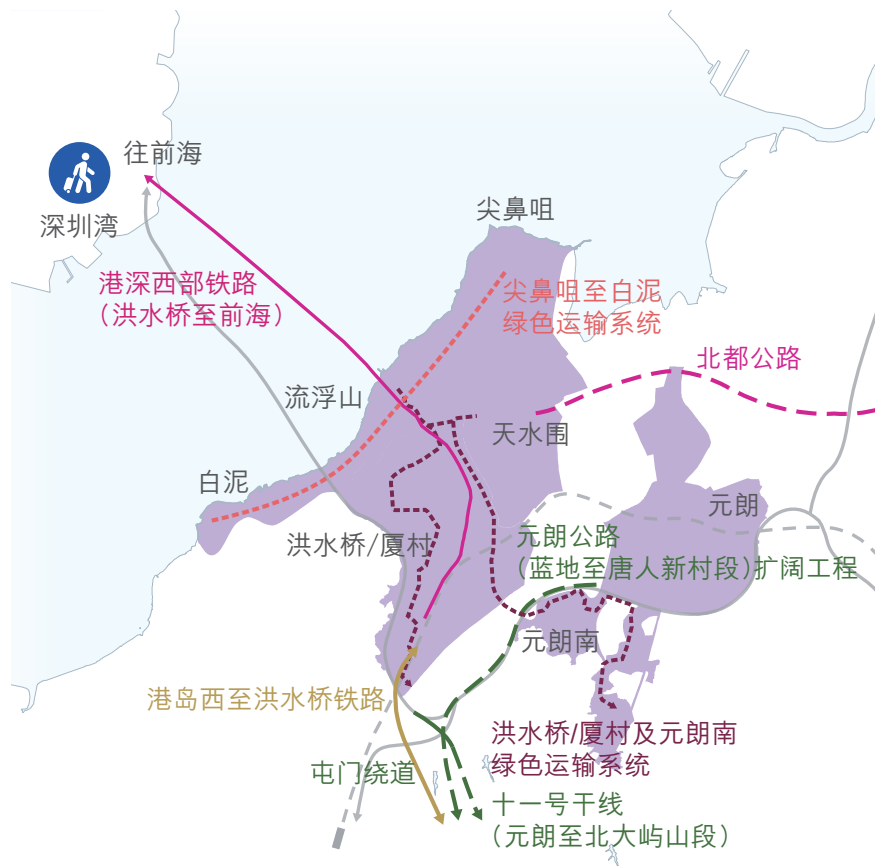 往前海
深圳湾
尖鼻咀
港深西部铁路
（洪水桥至前海）
尖鼻咀至白泥
绿色运输系统
北都公路
流浮山
天水围
白泥
元朗
洪水桥/厦村
元朗公路
（蓝地至唐人新村段）扩阔工程
元朗南
港岛西至洪水桥铁路
洪水桥/厦村及元朗南
绿色运输系统
屯门绕道
十一号干线
（元朗至北大屿山段）